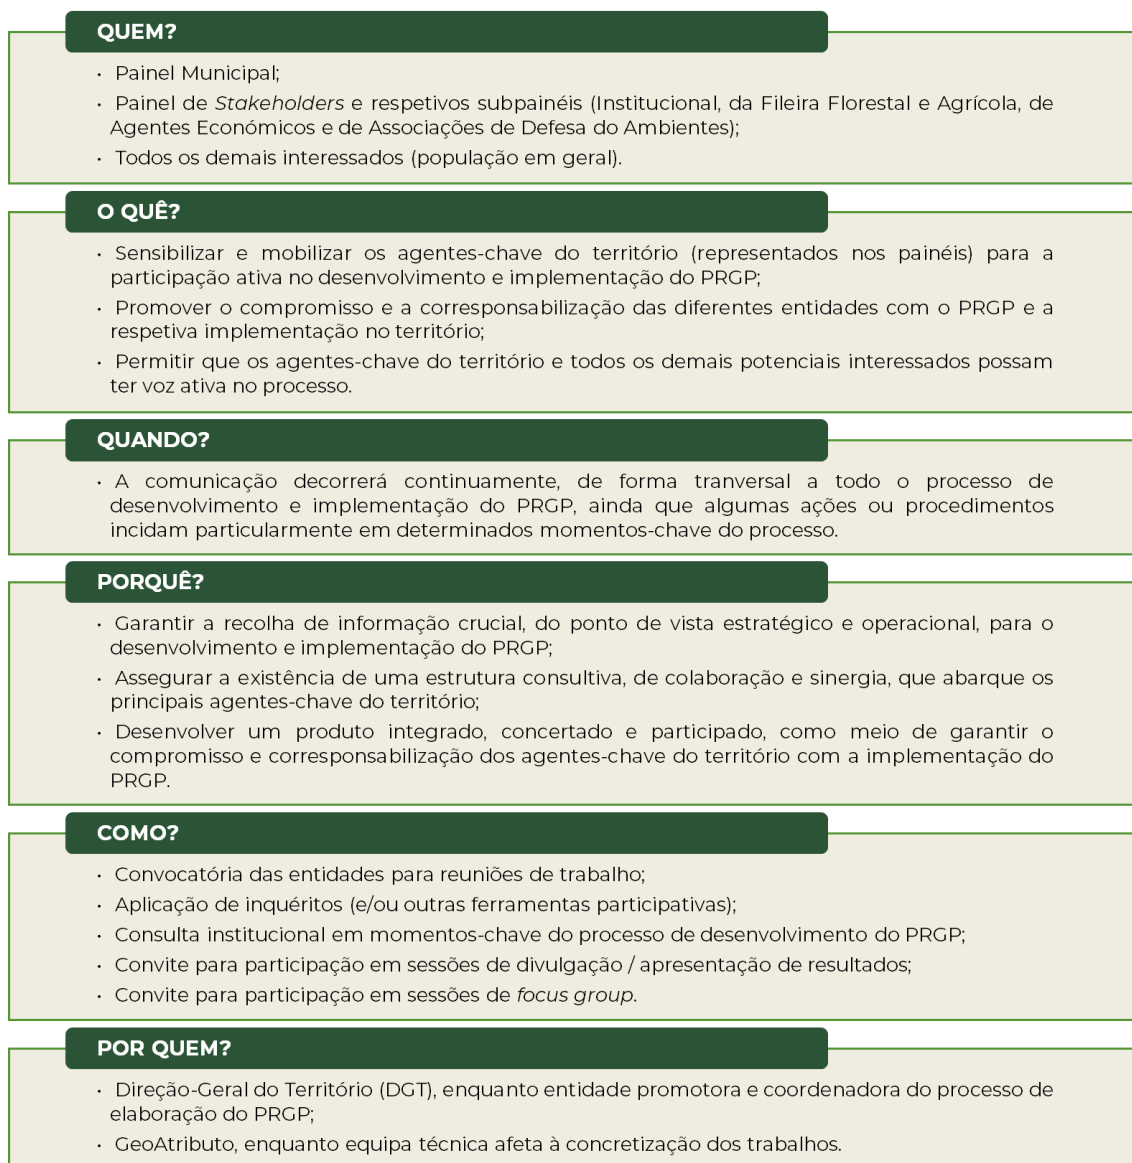 QUEM?
• Painel Municipal;
• Painel de Stakeholders e respetivos subpainéis (Institucional, da Fileira Florestal e Agrícola, de
Agentes Económicos e de Associações de Defesa do Ambientes);
• Todos os demais interessados (população em geral).
O QUÊ?
• Sensibilizar e mobilizar os agentes-chave do território (representados nos painéis) para a
participação ativa no desenvolvimento e implementação do PRGP;
• Promover o compromisso e a corresponsabilização das diferentes entidades com o PRGP e a
respetiva implementação no território;
• Permitir que os agentes-chave do território e todos os demais potenciais interessados possam
ter voz ativa no processo.
QUANDO?
• A comunicação decorrerá continuamente, de forma tranversal a todo o processo de
desenvolvimento e implementação do PRGP, ainda que algumas ações ou procedimentos
incidam particularmente em determinados momentos-chave do processo.
PORQUÊ?
• Garantir a recolha de informação crucial, do ponto de vista estratégico e operacional, para o
desenvolvimento e implementação do PRGP;
• Assegurar a existência de uma estrutura consultiva, de colaboração e sinergia, que abarque os
principais agentes-chave do território;
• Desenvolver um produto integrado, concertado e participado, como meio de garantir o
compromisso e corresponsabilização dos agentes-chave do território com a implementação do
PRGP.
COMO?
• Convocatória das entidades para reuniões de trabalho;
• Aplicação de inquéritos (e/ou outras ferramentas participativas);
• Consulta institucional em momentos-chave do processo de desenvolvimento do PRGP;
• Convite para participação em sessões de divulgação / apresentação de resultados;
• Convite para participação em sessões de focus group.
POR QUEM?
• Direção-Geral do Território (DGT), enquanto entidade promotora e coordenadora do processo de
elaboração do PRGP;
• GeoAtributo, enquanto equipa técnica afeta à concretização dos trabalhos.